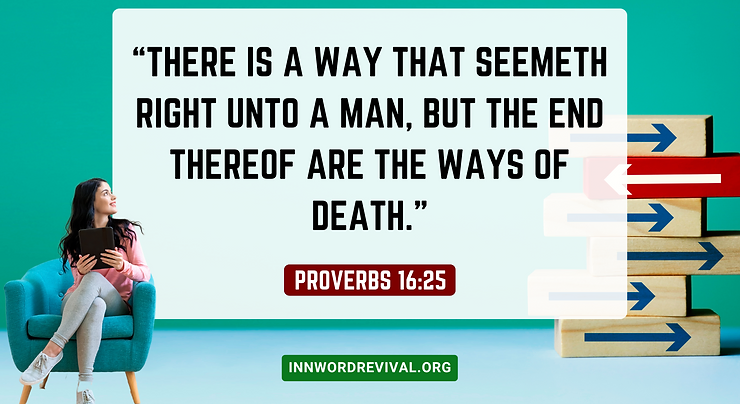 “THERE IS A WAY THAT SEEMETH
RIGHT UNTO A MAN, BUT THE END
THEREOF ARE THE WAYS OF
DEATH.”
PROVERBS 16:25
INNWORDREVIVAL.ORG